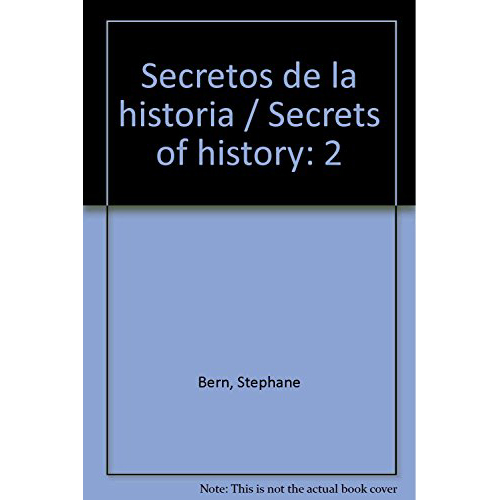 Secretos de la
historia / Secrets
of history: 2
Bern, Stephane
Note: This is not the actual book cover